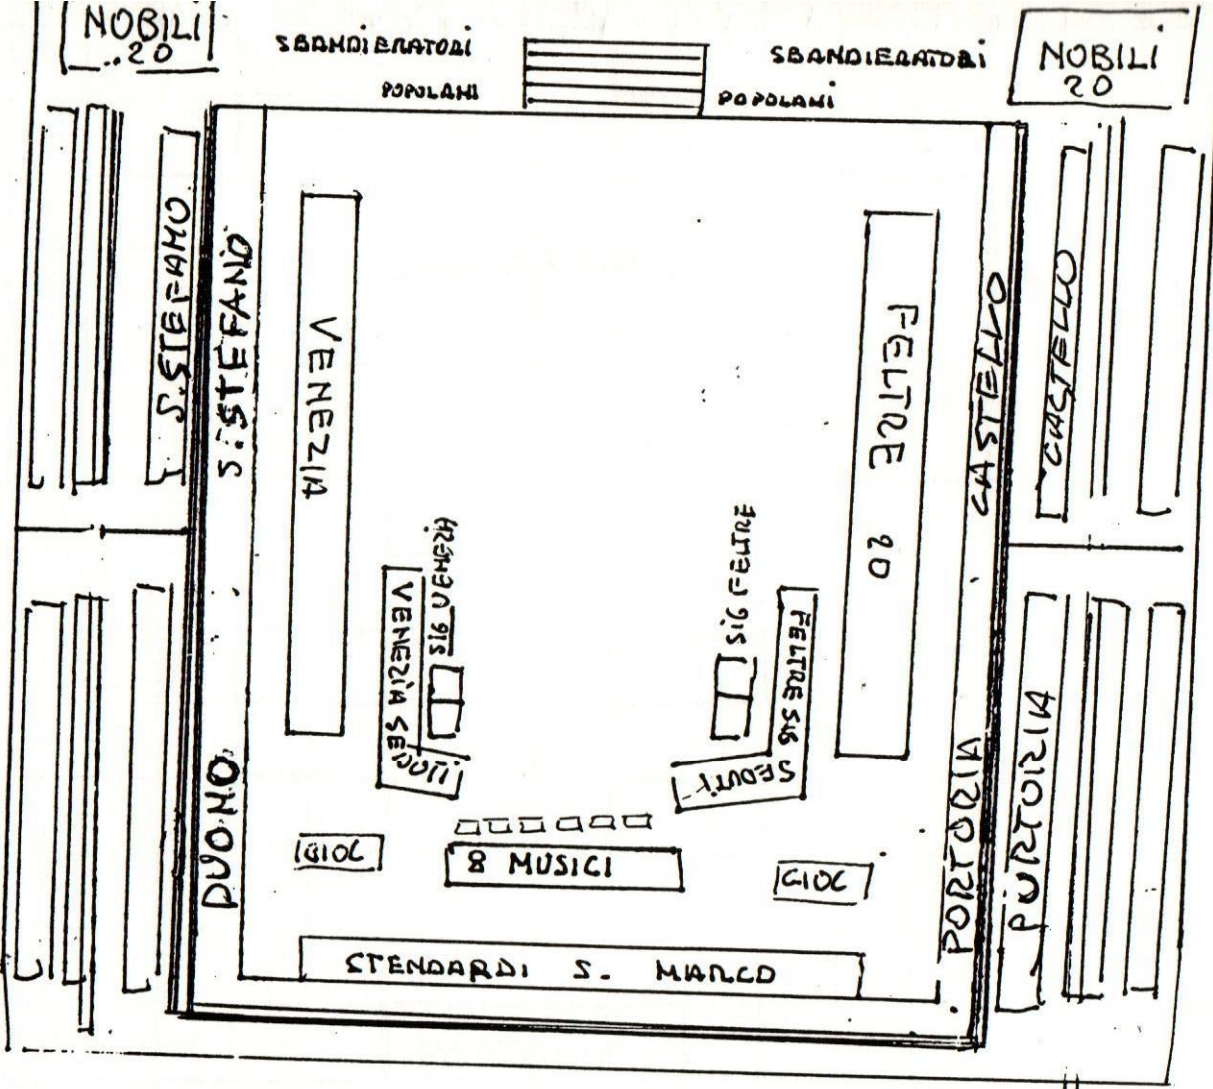 NOBILI
20
SBANDIERATORI
POPOLANI
SBANDIERATORI
POPOLANI
NOBILI
20
S.STEFANO
S.STEFANO
VENEZIA
FELTRE 20
CASTELLO
CASTELLO
SIG VENEZIA
VENEZIA SEDUTI
SIG FELTRE
FELTRE SIG
SEDUTI
DUOMO
PORTORIA
PORTORIA
GIOC
8 MUSICI
GIOC
STENDARDI S. MARCO